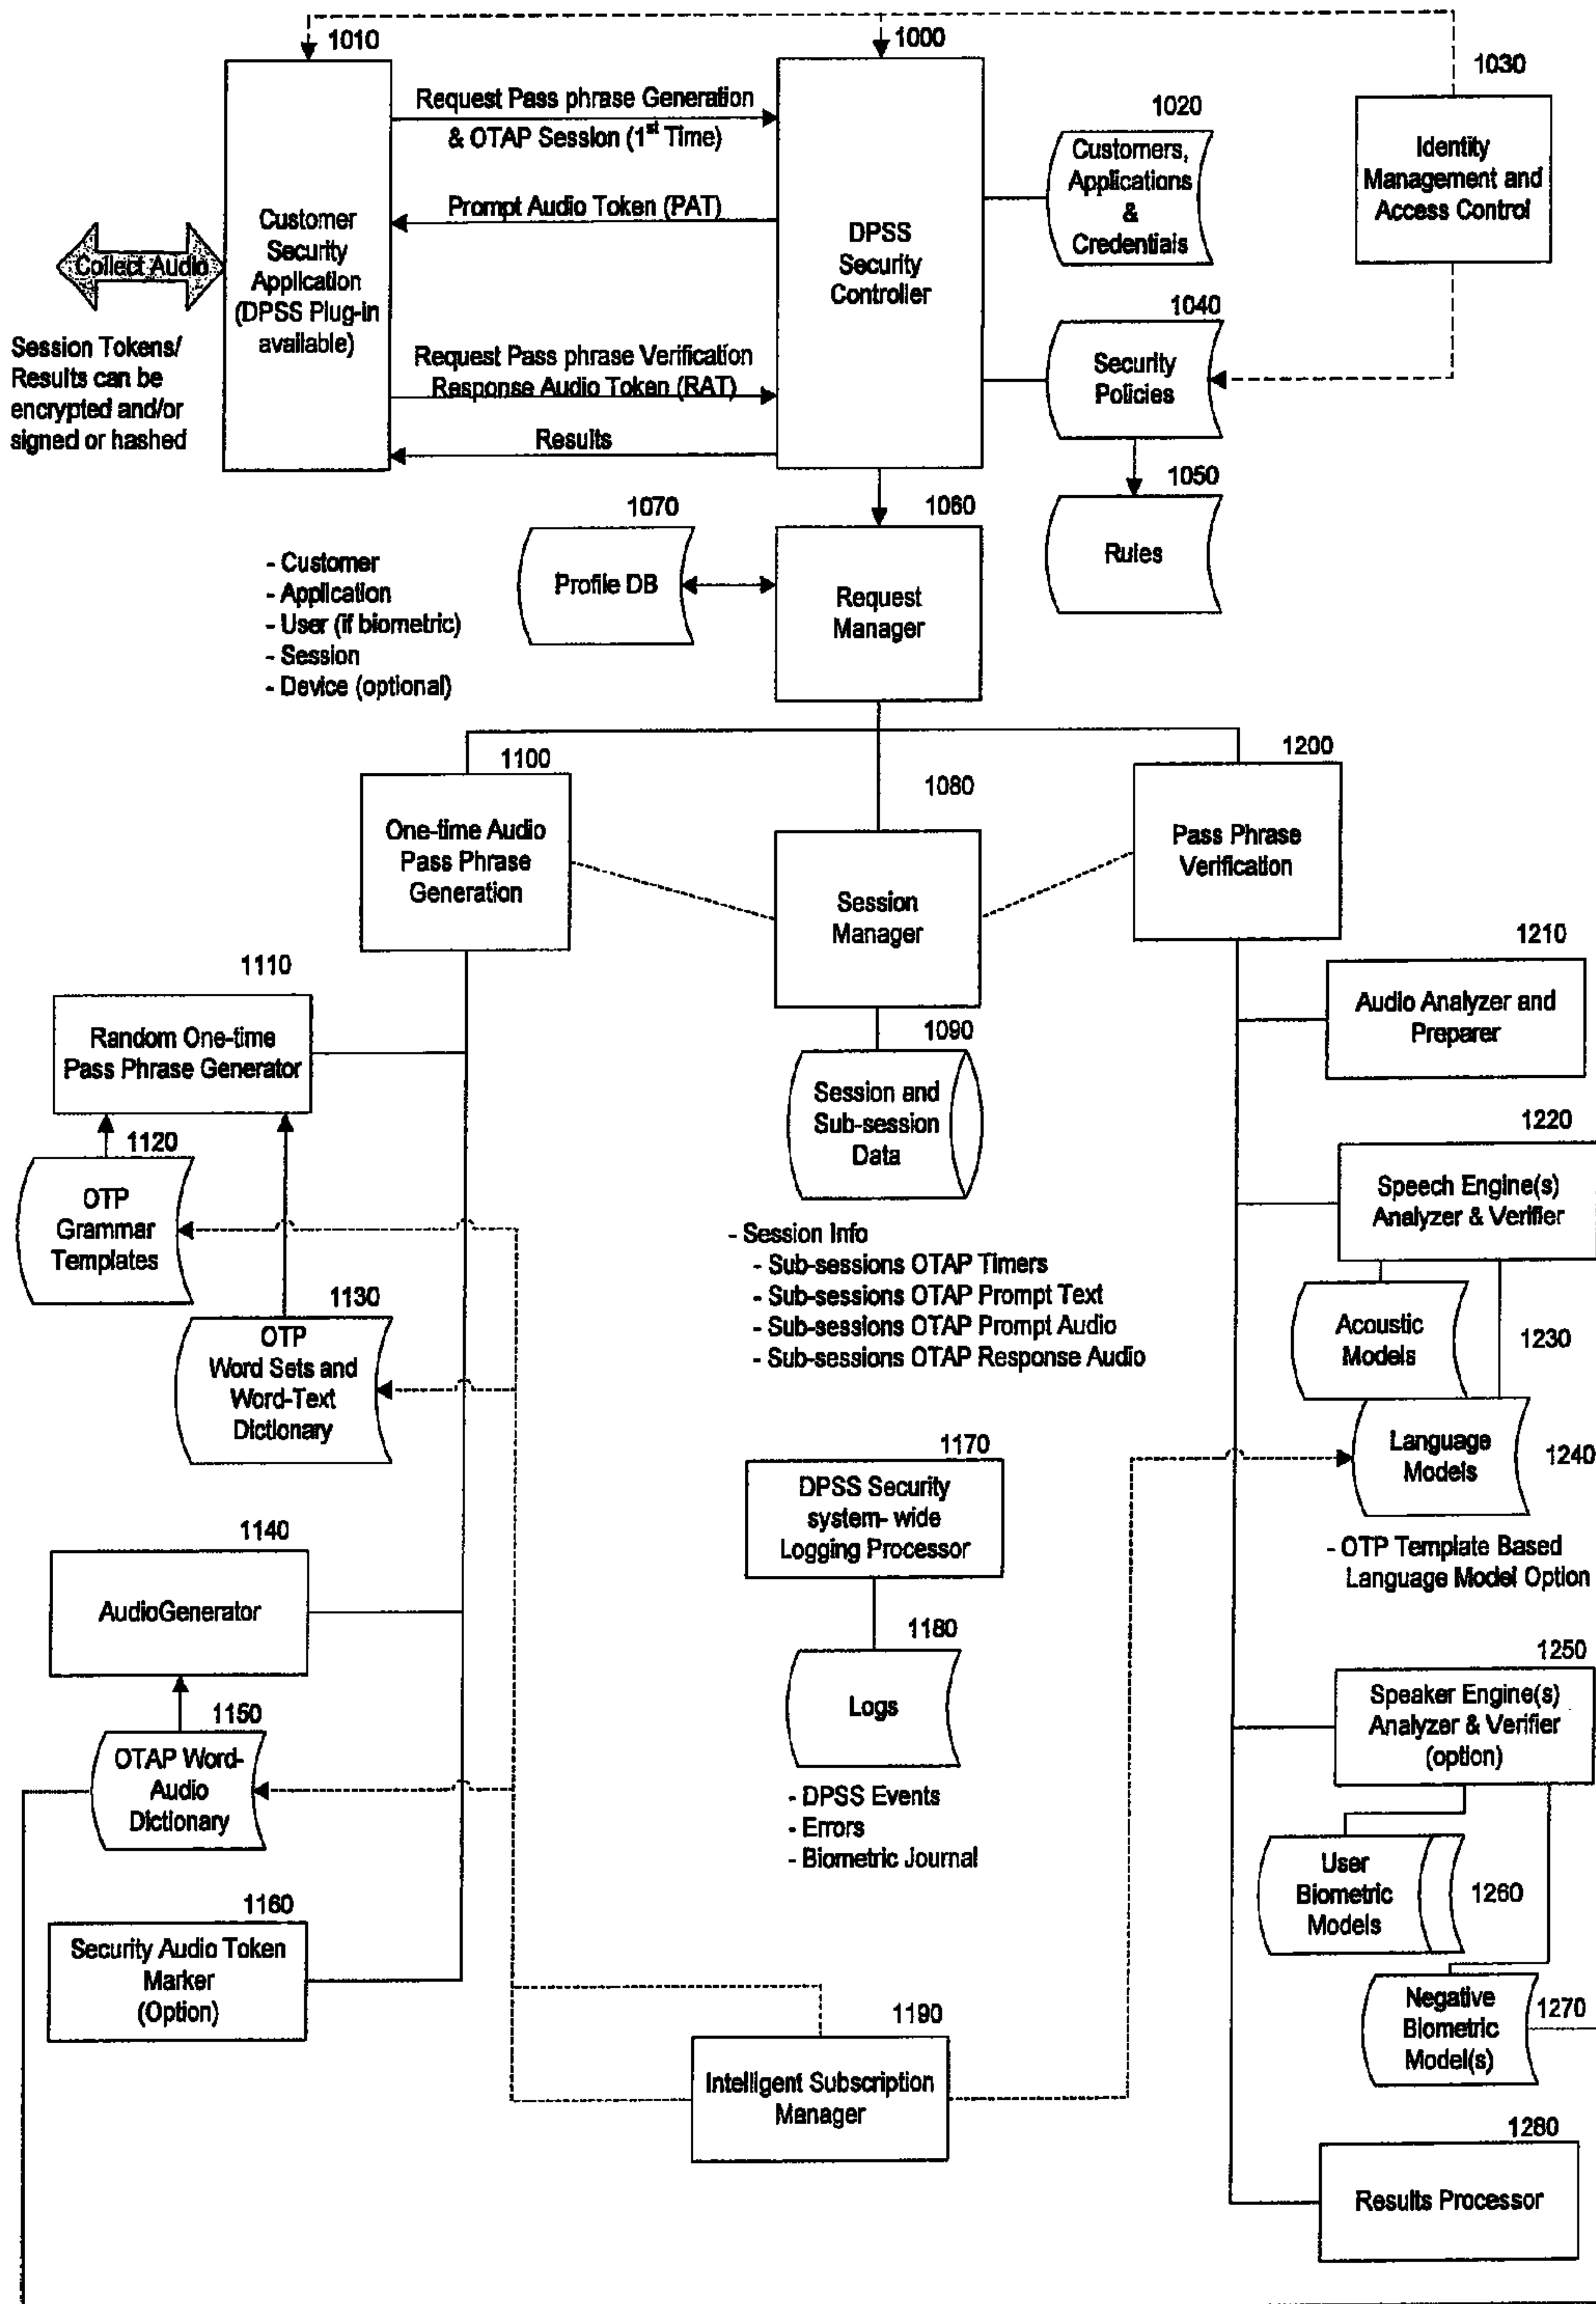 1010
1000
1030
Request Pass phrase Generation
& OTAP Session (1st Time)
1020
Customers,
Applications
&
Credentials
Identity
Management and
Access Control
Prompt Audio Token (PAT)
Customer
Security
Application
(DPSS Plug-in
available)
DPSS
Security
Controller
Collect Audio
Session Tokens/
Results can be
encrypted and/or
signed or hashed
1040
Security
Policies
Request Pass phrase Verification
Response Audio Token (RAT)
Results
1050
Rules
1070
1060
Profile DB
Request
Manager
- Customer
- Application
- User (if biometric)
- Session
- Device (optional)
1100
1200
1080
One-time Audio
Pass Phrase
Generation
Session
Manager
Pass Phrase
Verification
1110
1210
Random One-time
Pass Phrase Generator
Audio Analyzer and
Preparer
1090
Session and
Sub-session
Data
1120
OTP
Grammar
Templates
1220
Speech Engine(s)
Analyzer & Verifier
- Session Info
- Sub-sessions OTAP Timers
- Sub-sessions OTAP Prompt Text
- Sub-sessions OTAP Prompt Audio
- Sub-sessions OTAP Response Audio
1130
OTP
Word Sets and
Word-Text
Dictionary
Acoustic
Models
1230
Language
Models
1240
- OTP Template Based
Language Model Option
1170
DPSS Security
system- wide
Logging Processor
1140
AudioGenerator
1180
Logs
- DPSS Events
- Errors
- Biometric Journal
1150
OTAP Word-
Audio
Dictionary
1250
Speaker Engine(s)
Analyzer & Verifier
(option)
User
Biometric
Models
1260
1160
Security Audio Token
Marker
(Option)
Negative
Biometric
Model(s)
1270
1190
Intelligent Subscription
Manager
1280
Results Processor